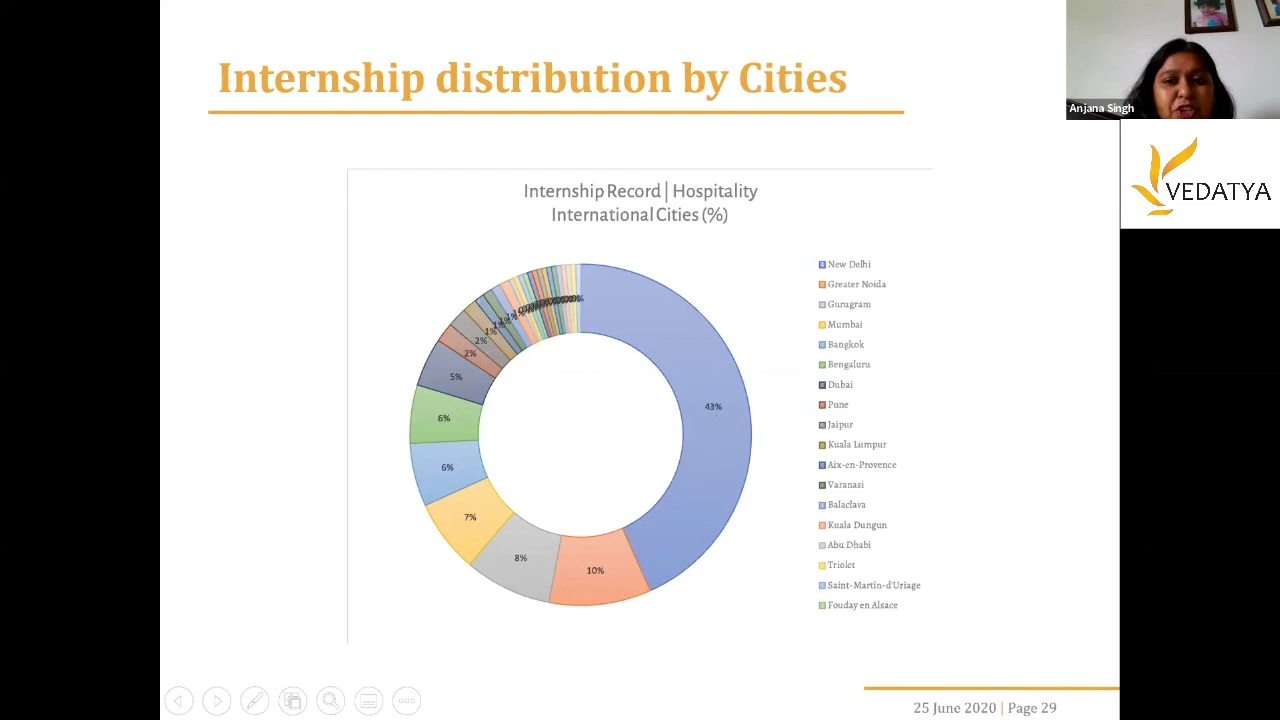 Internship distribution by Cities
Anjana Singh
VEDATYA
Internship Record | Hospitality
International Cities (%)
43%
10%
8%
7%
6%
6%
5%
2%
2%
1%
1%
1%
New Delhi
Greater Noida
Gurugram
Mumbai
Bangkok
Bengaluru
Dubai
Pune
Jaipur
Kuala Lumpur
Aix-en-Provence
Varanasi
Balaclava
Kuala Dungun
Abu Dhabi
Triolet
Saint-Martin-d'Uriage
Fouday en Alsace
25 June 2020 | Page 29